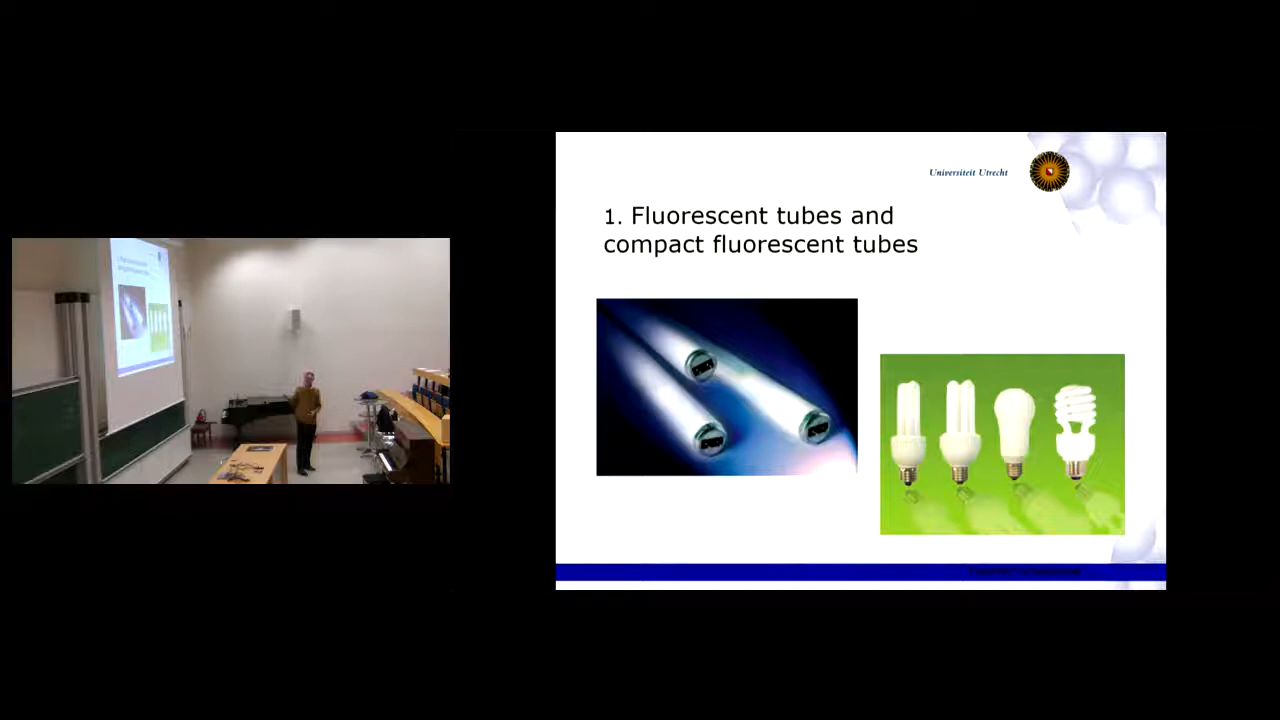 Universiteit Utrecht
1. Fluorescent tubes and
compact fluorescent tubes